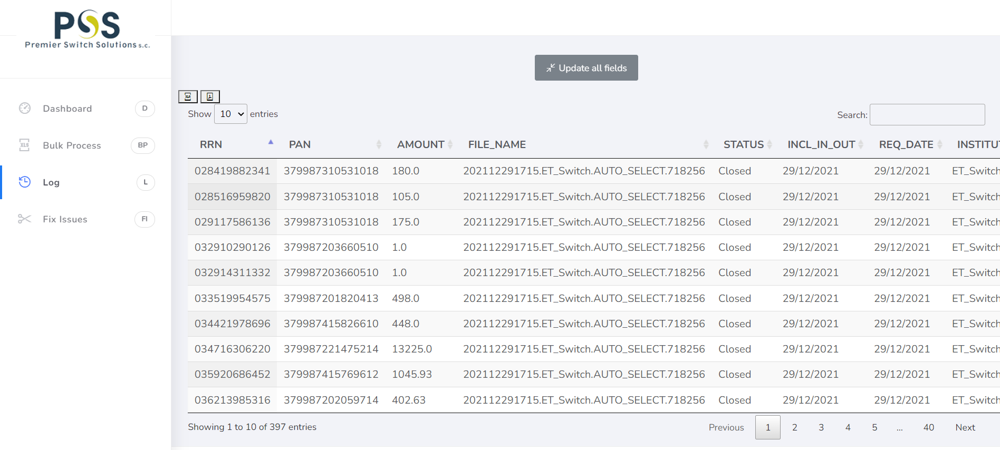 PSS
Premier Switch Solutions s.c.
Update all fields
Dashboard D
Bulk Process BP
Log L
Fix Issues FI
Show 10 entries
Search:
RRN PAN AMOUNT FILE_NAME STATUS INCL_IN_OUT REQ_DATE INSTITUT
028419882341 379987310531018 180.0 202112291715.ET_Switch.AUTO_SELECT.718256 Closed 29/12/2021 29/12/2021 ET_Switch
028516959820 379987310531018 105.0 202112291715.ET_Switch.AUTO_SELECT.718256 Closed 29/12/2021 29/12/2021 ET_Switch
029117586136 379987310531018 175.0 202112291715.ET_Switch.AUTO_SELECT.718256 Closed 29/12/2021 29/12/2021 ET_Switch
032910290126 379987203660510 1.0 202112291715.ET_Switch.AUTO_SELECT.718256 Closed 29/12/2021 29/12/2021 ET_Switch
032914311332 379987203660510 1.0 202112291715.ET_Switch.AUTO_SELECT.718256 Closed 29/12/2021 29/12/2021 ET_Switch
033519954575 379987201820413 498.0 202112291715.ET_Switch.AUTO_SELECT.718256 Closed 29/12/2021 29/12/2021 ET_Switch
034421978696 379987415826610 448.0 202112291715.ET_Switch.AUTO_SELECT.718256 Closed 29/12/2021 29/12/2021 ET_Switch
034716306220 379987221475214 13225.0 202112291715.ET_Switch.AUTO_SELECT.718256 Closed 29/12/2021 29/12/2021 ET_Switch
035920686452 379987415769612 1045.93 202112291715.ET_Switch.AUTO_SELECT.718256 Closed 29/12/2021 29/12/2021 ET_Switch
036213985316 379987202059714 402.63 202112291715.ET_Switch.AUTO_SELECT.718256 Closed 29/12/2021 29/12/2021 ET_Switch
Showing 1 to 10 of 397 entries
Previous 1 2 3 4 5 ... 40 Next